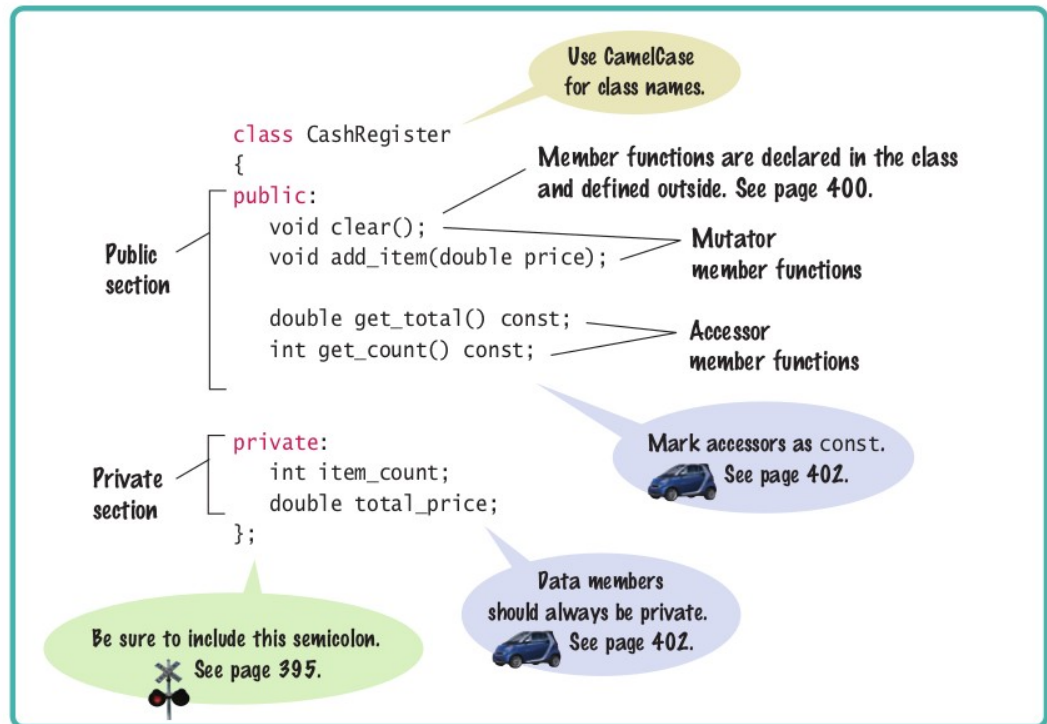 Use CamelCase
for class names.
class CashRegister
{
Member functions are declared in the class
and defined outside. See page 400.
public:
void clear();
void add_item(double price);
Public
section
Mutator
member functions
double get_total() const;
int get_count() const;
Accessor
member functions
Mark accessors as const.
See page 402.
private:
int item_count;
double total_price;
Private
section
};
Data members
should always be private.
See page 402.
Be sure to include this semicolon.
See page 395.